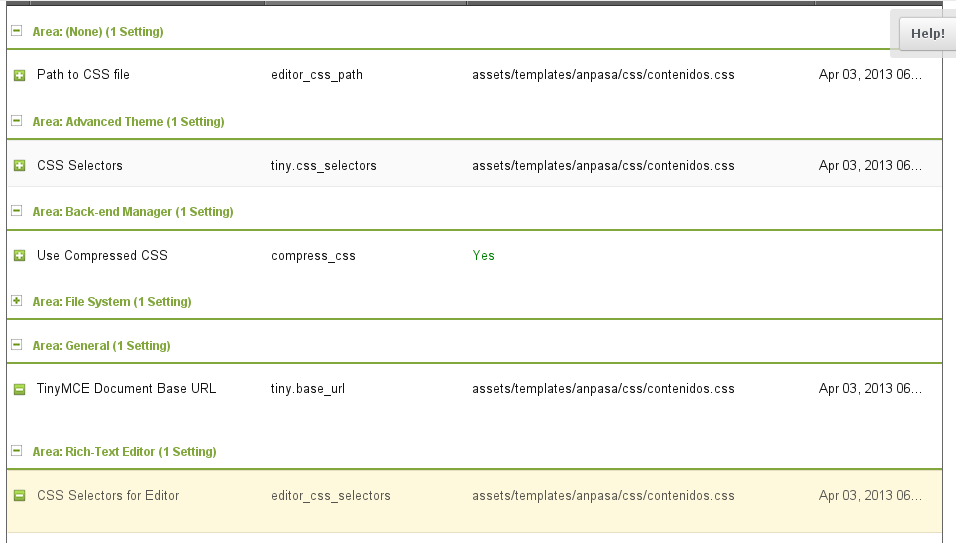 Area: (None) (1 Setting)
Help!
Path to CSS file editor_css_path assets/templates/anpasa/css/contenidos.css Apr 03, 2013 06...
Area: Advanced Theme (1 Setting)
CSS Selectors tiny.css_selectors assets/templates/anpasa/css/contenidos.css Apr 03, 2013 06...
Area: Back-end Manager (1 Setting)
Use Compressed CSS compress_css Yes
Area: File System (1 Setting)
Area: General (1 Setting)
TinyMCE Document Base URL tiny.base_url assets/templates/anpasa/css/contenidos.css Apr 03, 2013 06...
Area: Rich-Text Editor (1 Setting)
CSS Selectors for Editor editor_css_selectors assets/templates/anpasa/css/contenidos.css Apr 03, 2013 06...